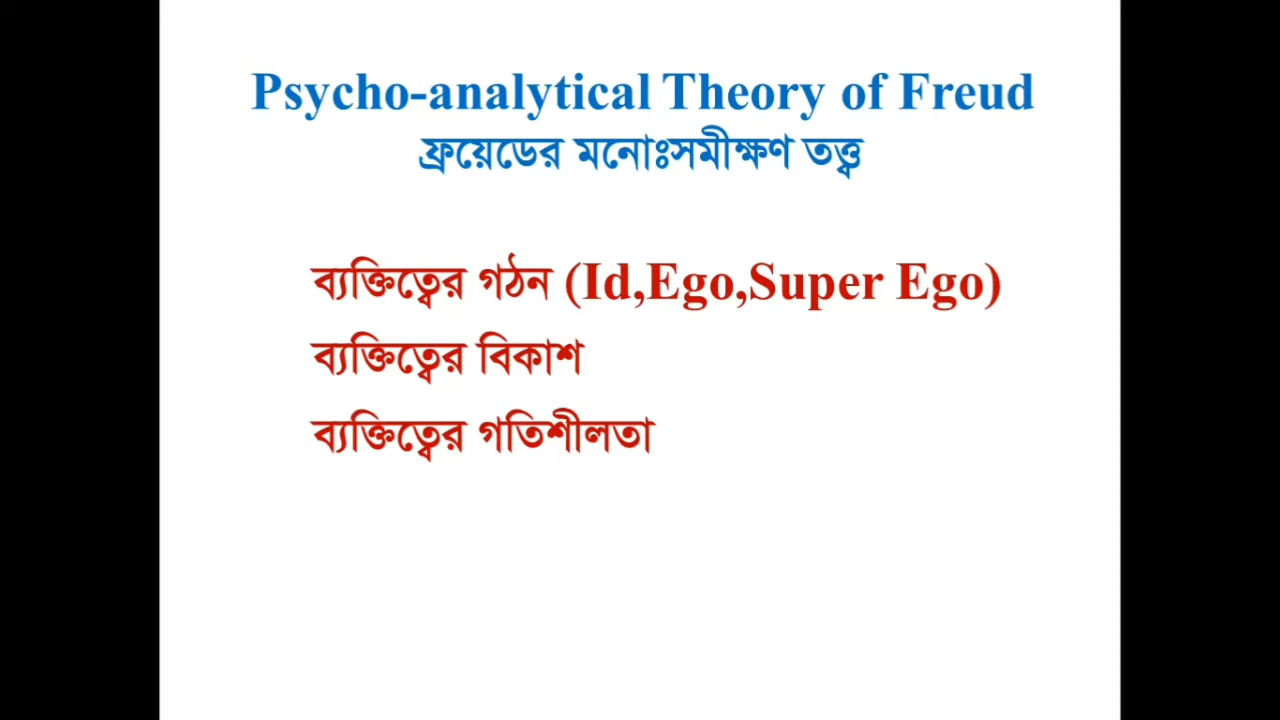 Psycho-analytical Theory of Freud
ফ্রয়েডের মনোঃসমীক্ষণ তত্ত্ব
ব্যক্তিত্বের গঠন (Id,Ego,Super Ego)
ব্যক্তিত্বের বিকাশ
ব্যক্তিত্বের গতিশীলতা